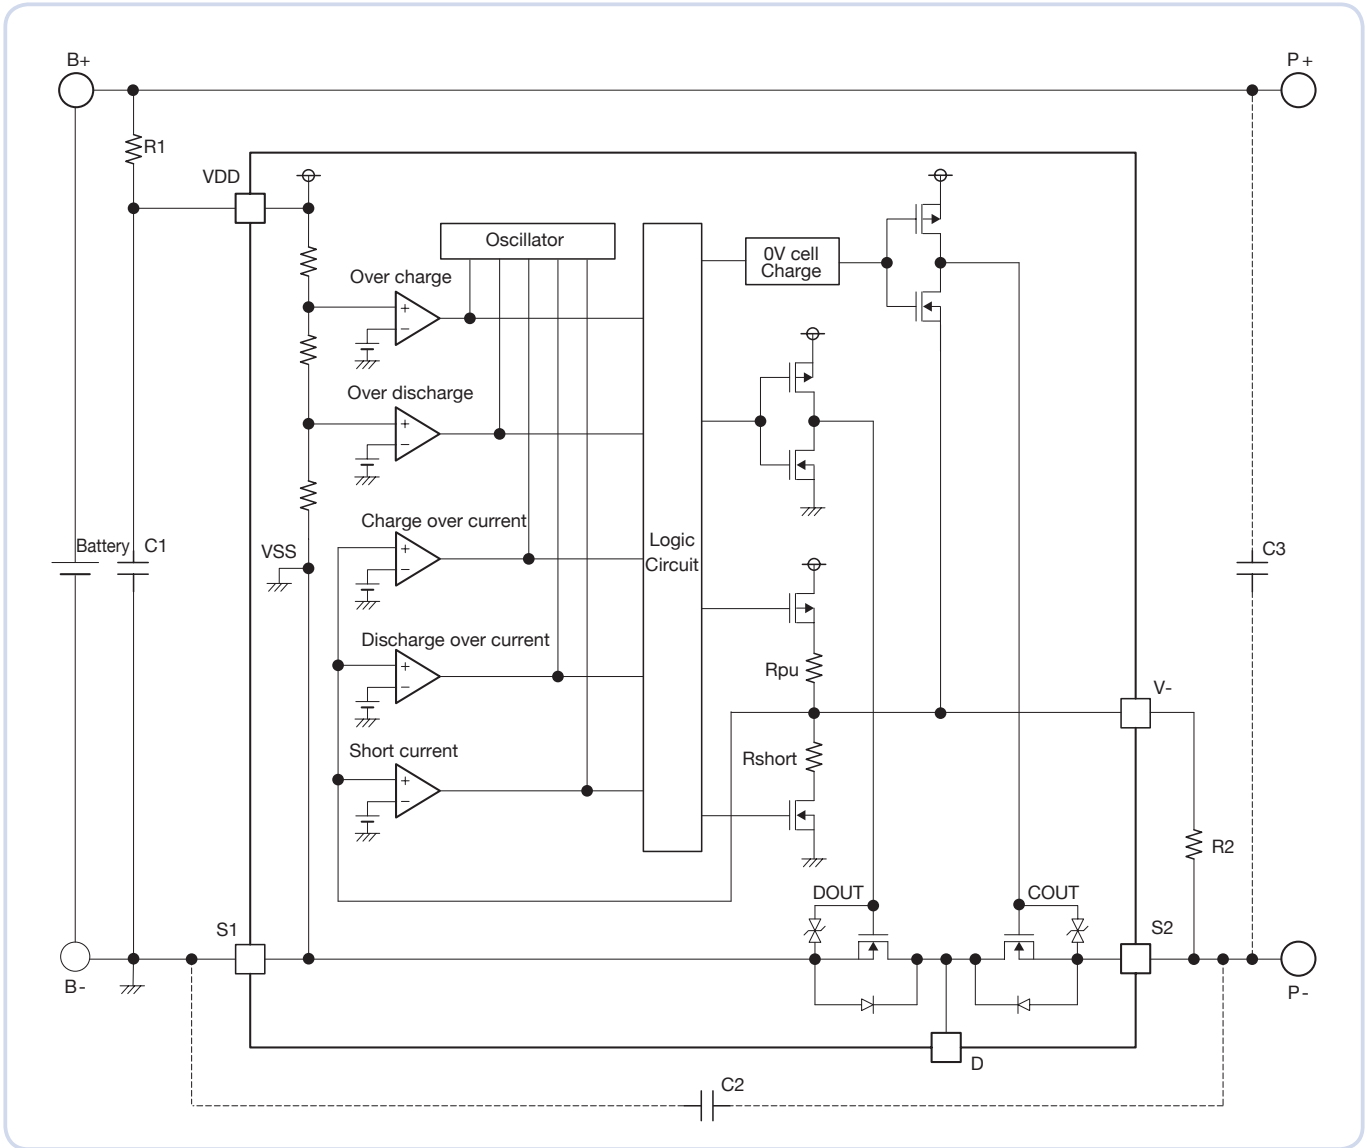 B+
P+
R1
VDD
Oscillator
0V cell
Charge
Over charge
+
−
Over discharge
+
−
Charge over current
+
−
Battery
C1
VSS
Logic
Circuit
C3
Discharge over current
+
−
Rpu
V-
Short current
+
−
Rshort
R2
DOUT
COUT
S1
S2
B-
P-
D
C2